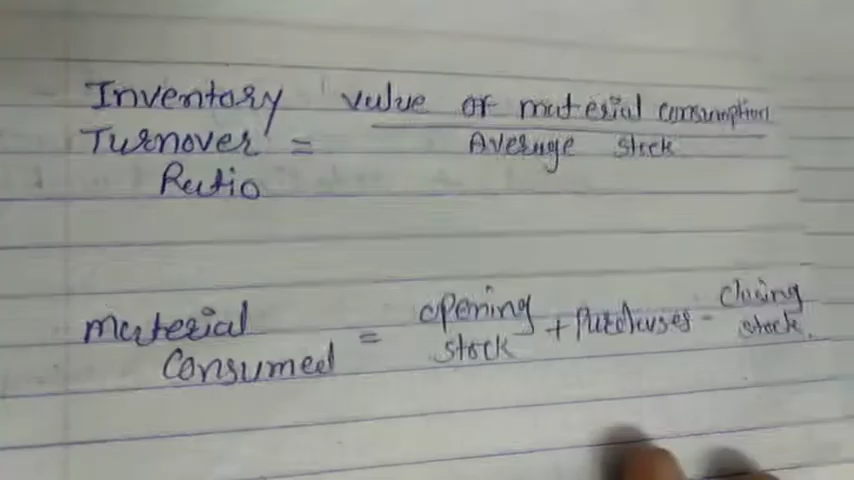 Inventory value of material consumption
Turnover = Average stock
Ratio
material opening closing
Consumed = stock + Purchases - stock.